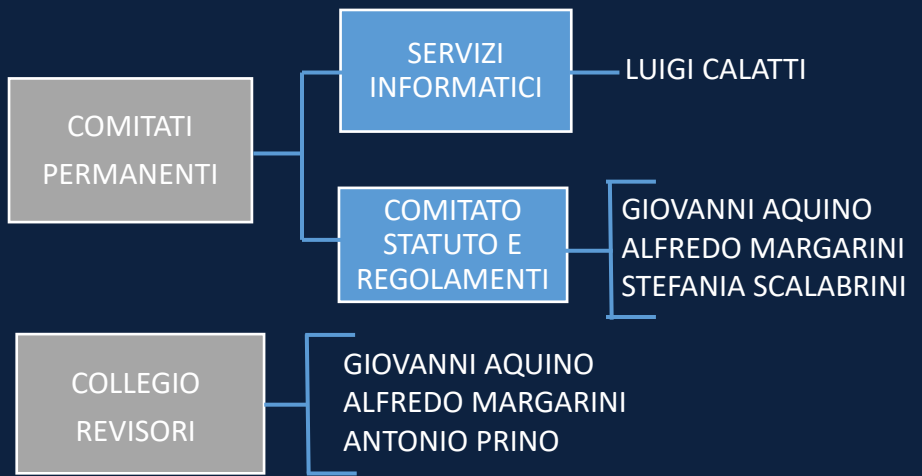 COMITATI
PERMANENTI
SERVIZI
INFORMATICI
LUIGI CALATTI
COMITATO
STATUTO E
REGOLAMENTI
GIOVANNI AQUINO
ALFREDO MARGARINI
STEFANIA SCALABRINI
COLLEGIO
REVISORI
GIOVANNI AQUINO
ALFREDO MARGARINI
ANTONIO PRINO